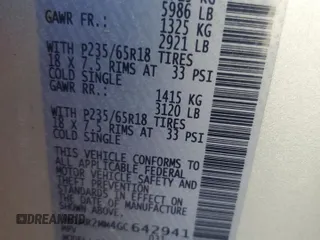 5986 LB
GAWR FR.: 1325 KG
2921 LB
WITH P235/65R18 TIRES
18 X 7.5 RIMS AT 33 PSI
COLD SINGLE
GAWR RR.: 1415 KG
3120 LB
WITH P235/65R18 TIRES
18 X 7.5 RIMS AT 33 PSI
COLD SINGLE
THIS VEHICLE CONFORMS TO
ALL APPLICABLE FEDERAL
MOTOR VEHICLE SAFETY
AND THEFT PREVENTION
STANDARDS IN EFFECT ON
THE DATE OF MANUFACTURE
SHOWN ABOVE.
2MM4GC642941
DREAMBID